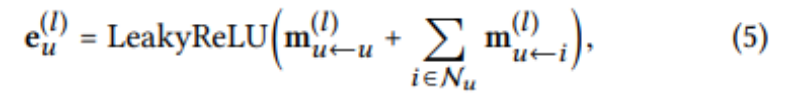 e_u^{(l)} = LeakyReLU(m_{u←u}^{(l)} + ∑_{i∈N_u} m_{u←i}^{(l)}), (5)